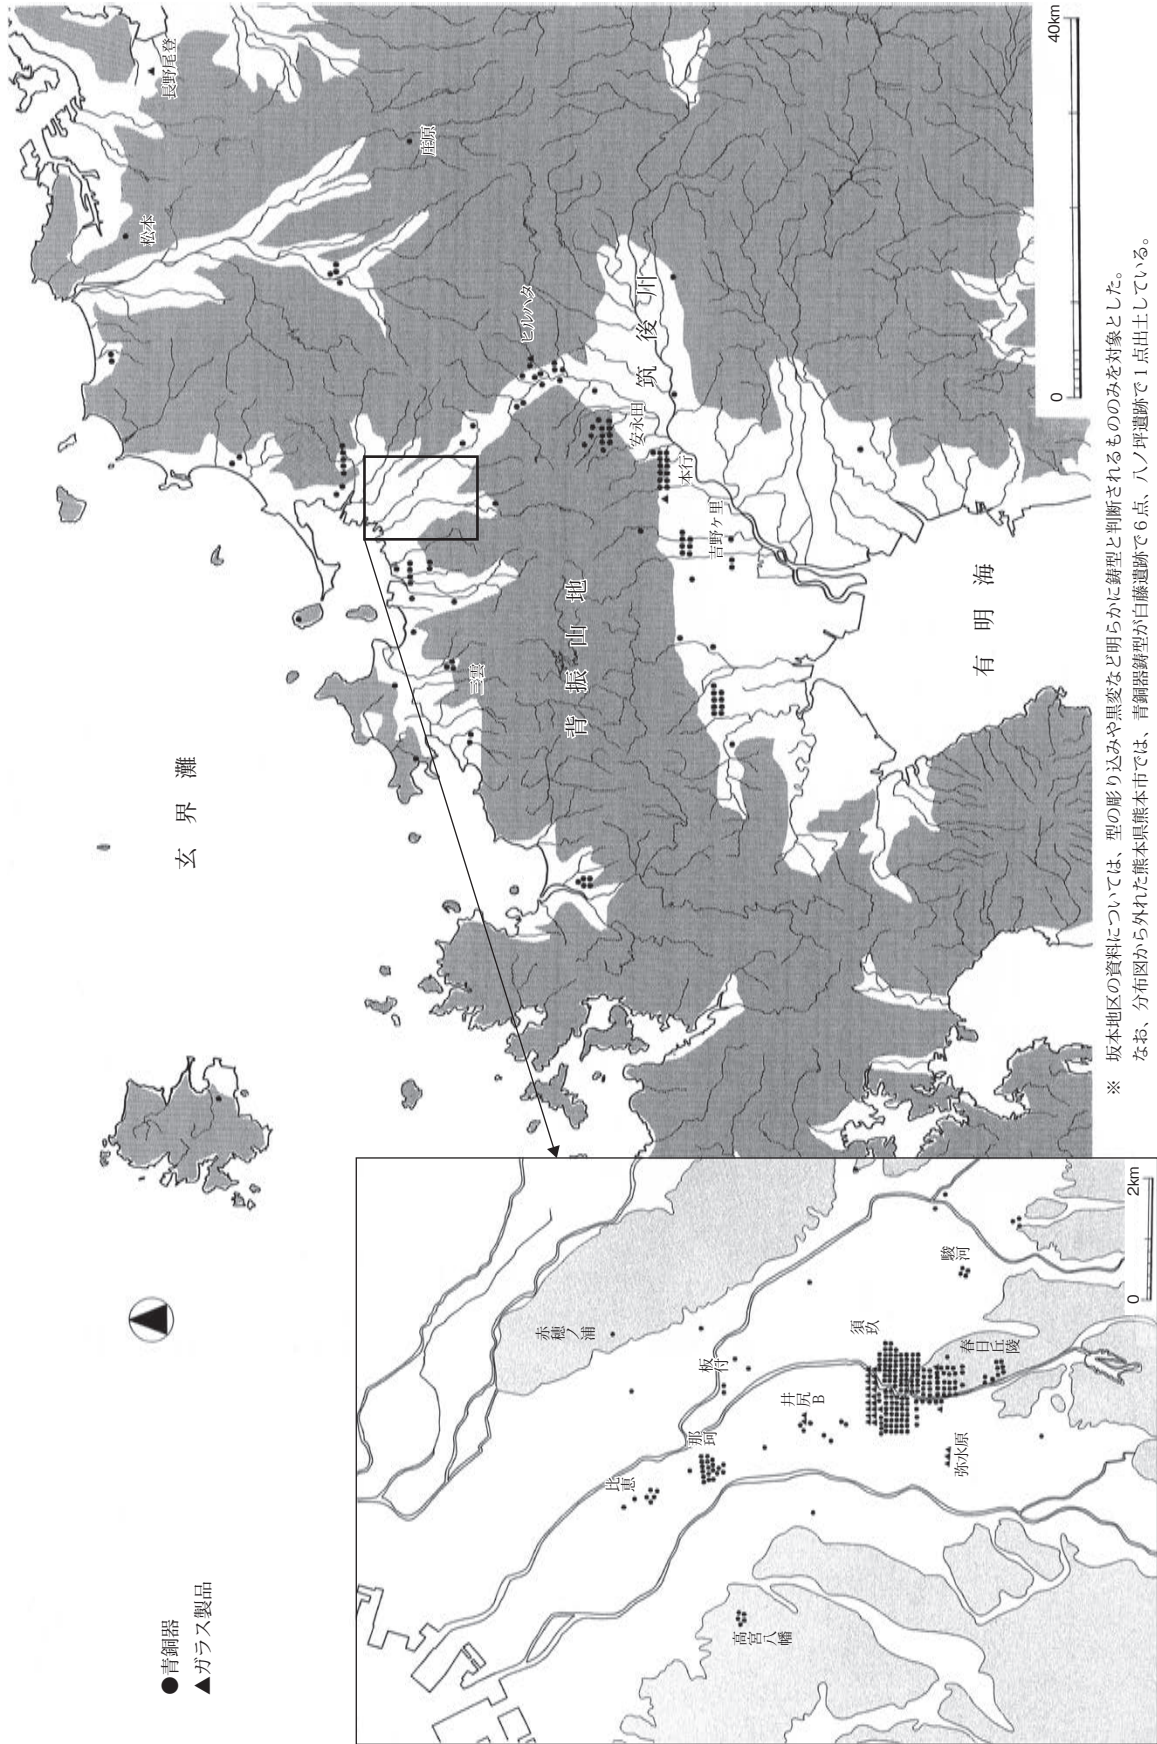 ●青銅器
▲ガラス製品
玄界灘
有明海
背振山地
筑後川
長野尾登
松本
庄原
ヒルハタ
安永田
本行
吉野ヶ里
三雲
0
40km
赤穂ノ浦
板付
那珂
比恵
井尻B
須玖
春日丘陵
駿河
弥永原
高宮八幡
0
2km
※ 坂本地区の資料については、型の彫り込みや黒変など明らかに鋳型と判断されるもののみを対象とした。
なお、分布図から外れた熊本県熊本市では、青銅器鋳型が白藤遺跡で6点、八ノ坪遺跡で1点出土している。